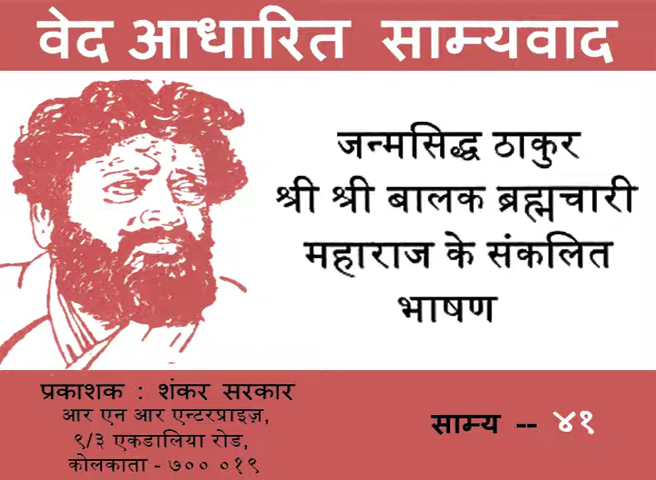 वेद आधारित साम्यवाद
जन्मसिद्ध ठाकुर
श्री श्री बालक ब्रह्मचारी
महाराज के संकलित
भाषण
प्रकाशक : शंकर सरकार
आर एन आर एन्टरप्राइज़,
९/३ एकडालिया रोड,
कोलकाता - ७०० ०१९
साम्य -- ४१